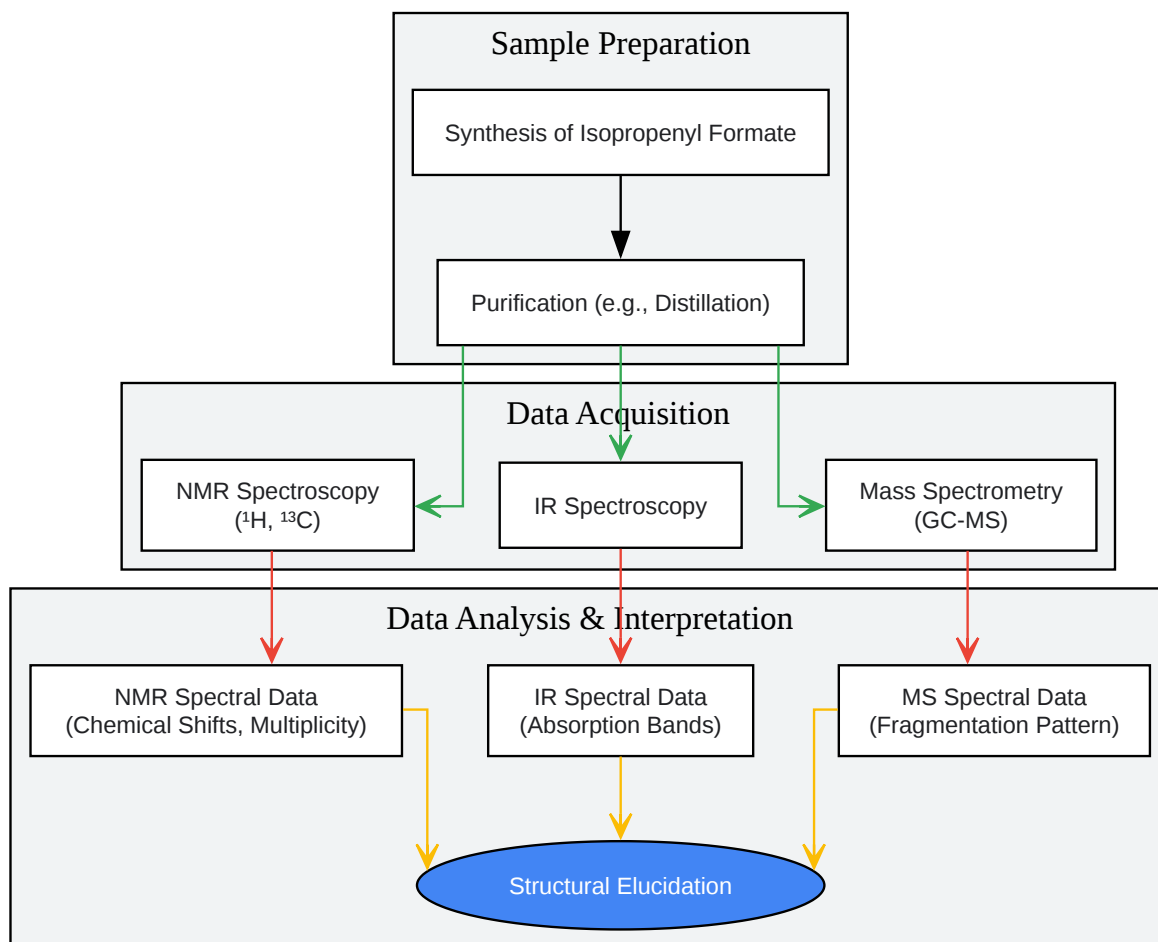 Sample Preparation
Synthesis of Isopropenyl Formate
Purification (e.g., Distillation)
Data Acquisition
NMR Spectroscopy
(¹H, ¹³C)
IR Spectroscopy
Mass Spectrometry
(GC-MS)
Data Analysis & Interpretation
NMR Spectral Data
(Chemical Shifts, Multiplicity)
IR Spectral Data
(Absorption Bands)
MS Spectral Data
(Fragmentation Pattern)
Structural Elucidation